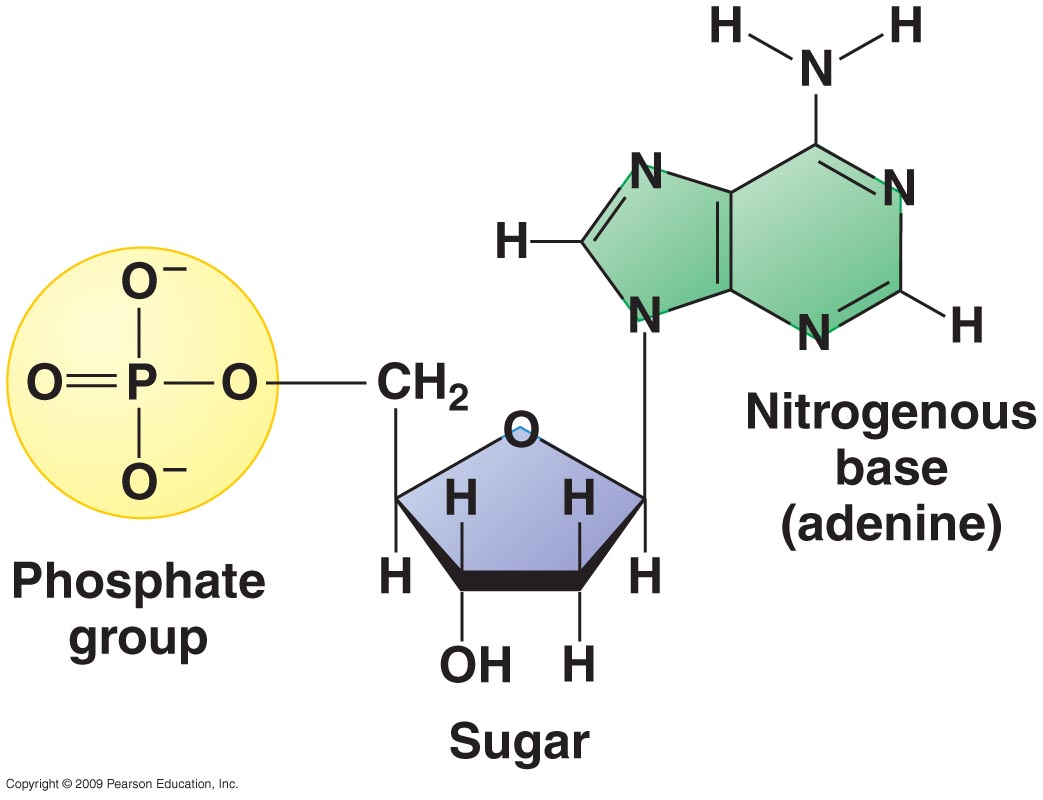 H H
N
N
N
H
N
N
H
O–
O=P–O
O–
CH2
O
H H
H
H
OH H
Phosphate
group
Sugar
Nitrogenous
base
(adenine)
Copyright © 2009 Pearson Education, Inc.